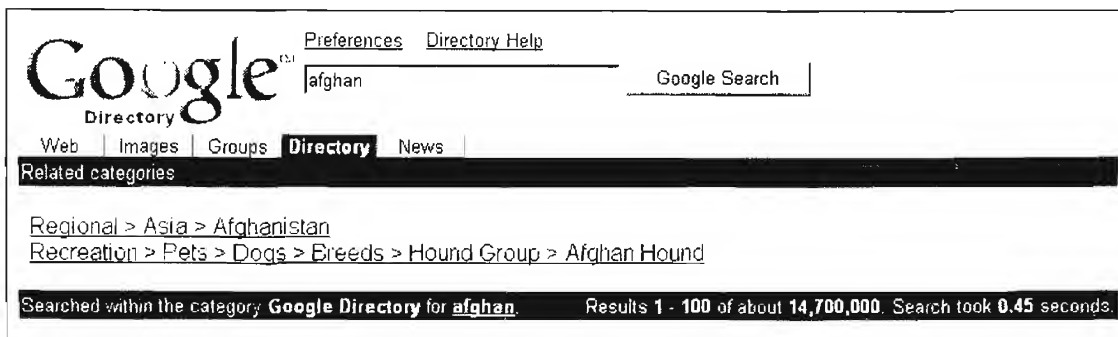 Google™
Directory
Preferences Directory Help
afghan Google Search
Web Images Groups Directory News
Related categories
Regional > Asia > Afghanistan
Recreation > Pets > Dogs > Breeds > Hound Group > Afghan Hound
Searched within the category Google Directory for afghan. Results 1 - 100 of about 14,700,000. Search took 0.45 seconds.